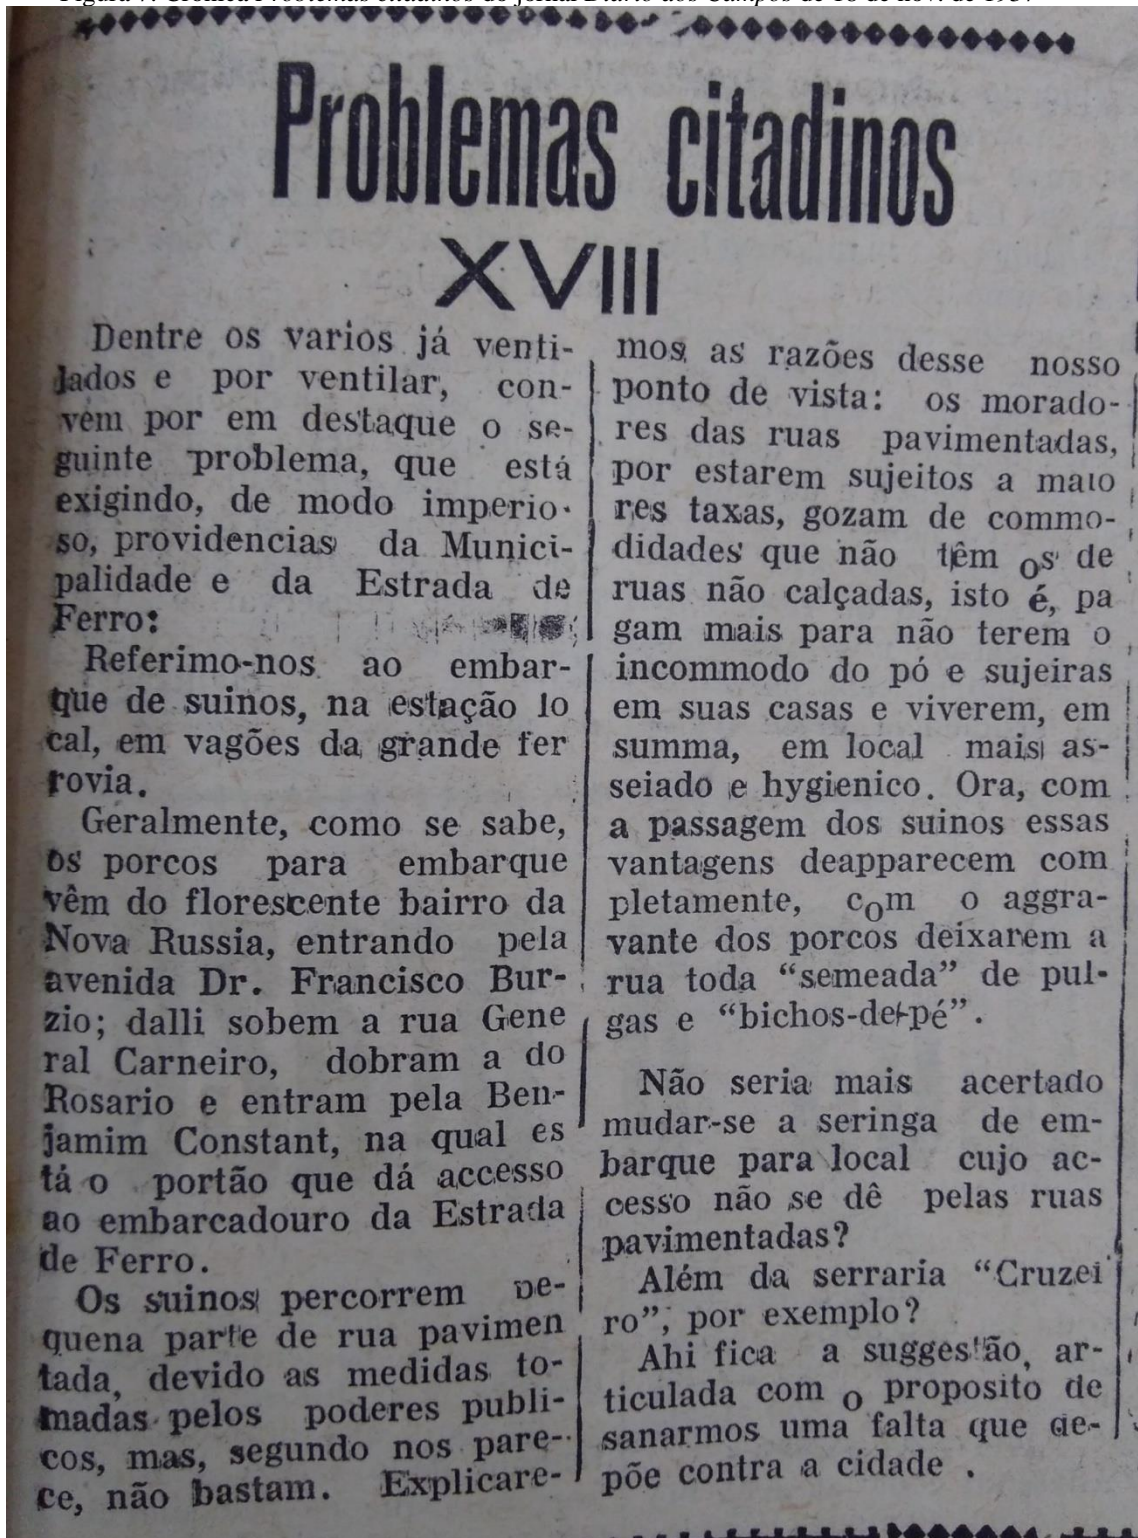 Problemas citadinos
XVIII
Dentre os varios já venti-
lados e por ventilar, con-
vém por em destaque o se-
guinte problema, que está
exigindo, de modo imperio-
so, providencias da Munici-
palidade e da Estrada de
Ferro:
Referimo-nos ao embar-
que de suinos, na estação lo
cal, em vagões da grande fer
rovia.
Geralmente, como se sabe,
os porcos para embarque
vêm do florescente bairro da
Nova Russia, entrando pela
avenida Dr. Francisco Bur-
zio; dalli sobem a rua Gene
ral Carneiro, dobram a do
Rosario e entram pela Ben-
jamim Constant, na qual es
tá o portão que dá accesso
ao embarcadouro da Estrada
de Ferro.
Os suinos percorrem pe-
quena parte de rua pavimen
tada, devido as medidas to-
madas pelos poderes publi-
cos, mas, segundo nos pare-
ce, não bastam. Explicare-
mos as razões desse nosso
ponto de vista: os morado-
res das ruas pavimentadas,
por estarem sujeitos a maio
res taxas, gozam de commo-
didades que não têm os de
ruas não calçadas, isto é, pa
gam mais para não terem o
incommodo do pó e sujeiras
em suas casas e viverem, em
summa, em local mais as-
seiado e hygienico. Ora, com
a passagem dos suinos essas
vantagens deapparecem com
pletamente, com o aggra-
vante dos porcos deixarem a
rua toda "semeada" de pul-
gas e "bichos-de-pé".
Não seria mais acertado
mudar-se a seringa de em-
barque para local cujo ac-
cesso não se dê pelas ruas
pavimentadas?
Além da serraria "Cruzei
ro", por exemplo?
Ahi fica a suggestão, ar-
ticulada com o proposito de
sanarmos uma falta que de-
põe contra a cidade .